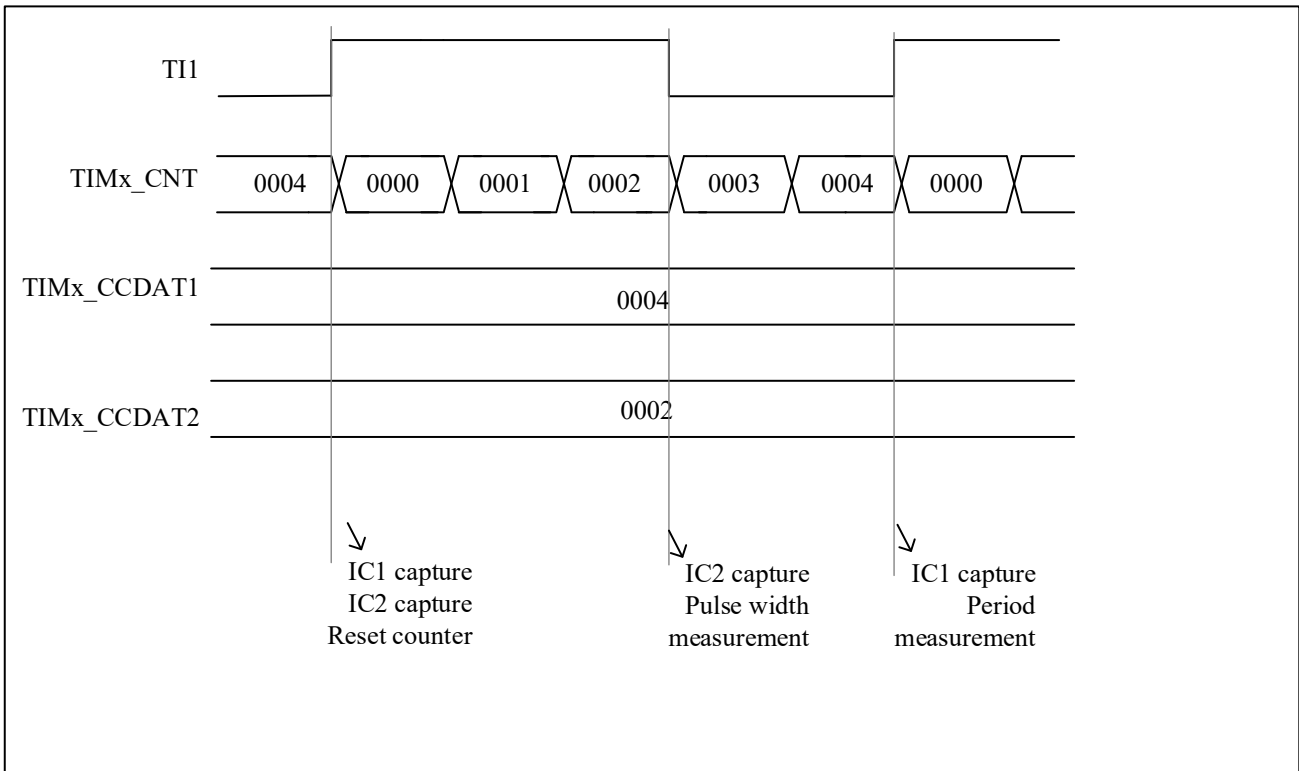 TI1
TIMx_CNT
0004 0000 0001 0002 0003 0004 0000
TIMx_CCDAT1
0004
TIMx_CCDAT2
0002
IC1 capture
IC2 capture
Reset counter
IC2 capture
Pulse width
measurement
IC1 capture
Period
measurement